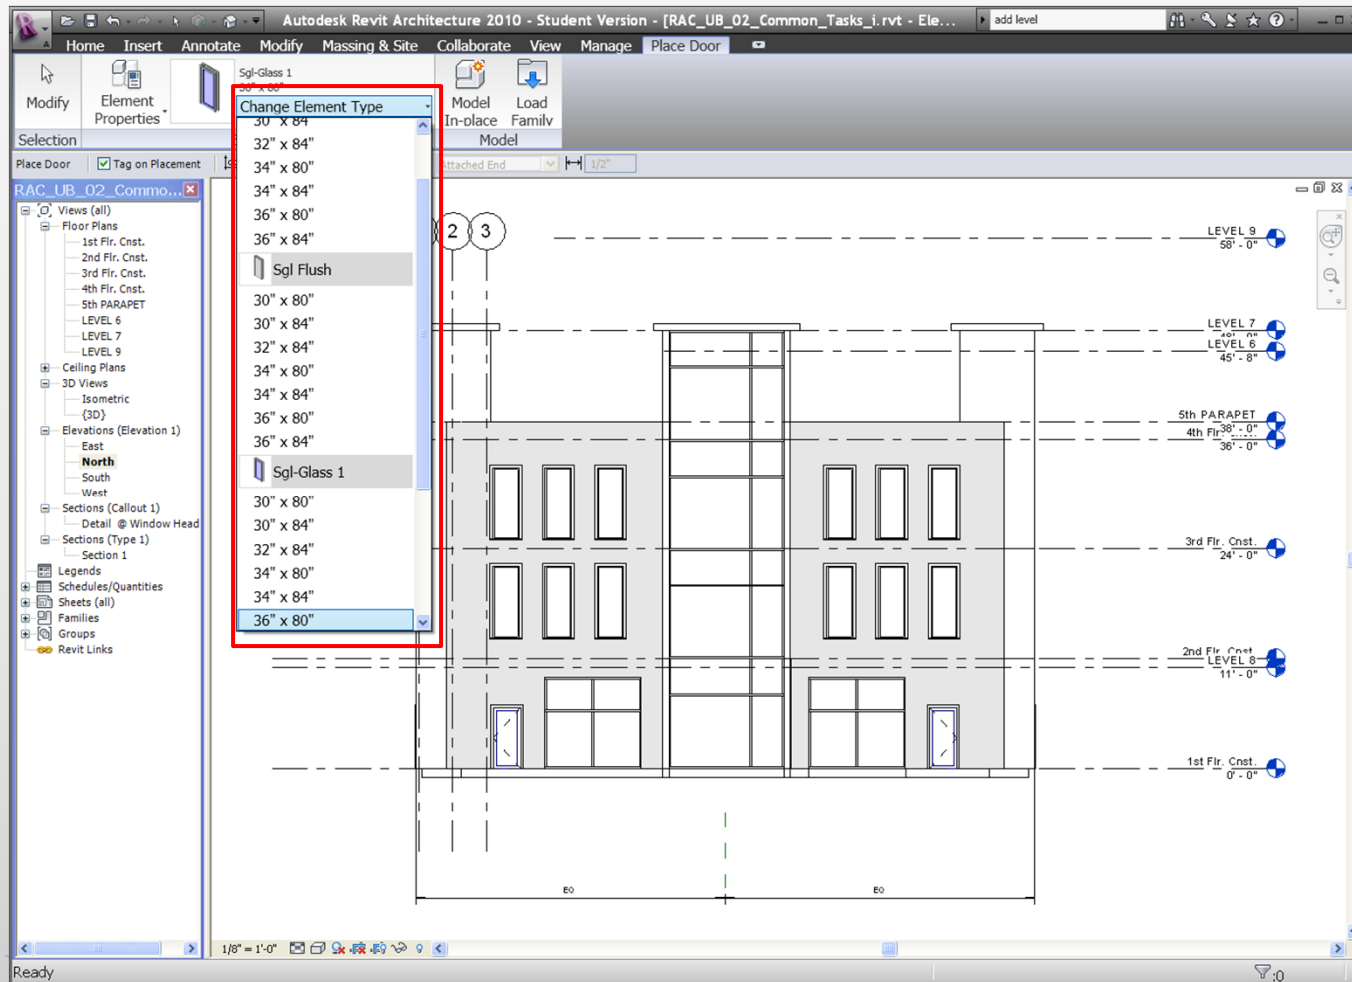 Autodesk Revit Architecture 2010 - Student Version - [RAC_UB_02_Common_Tasks_i.rvt - Ele...
add level
Home Insert Annotate Modify Massing & Site Collaborate View Manage Place Door
Modify
Element
Properties
Sgl-Glass 1
36" x 80"
Change Element Type
Model
In-place
Load
Family
Selection
Model
Place Door
Tag on Placement
Attached End
1/2"
RAC_UB_02_Commo...
Views (all)
Floor Plans
1st Flr. Cnst.
2nd Flr. Cnst.
3rd Flr. Cnst.
4th Flr. Cnst.
5th PARAPET
LEVEL 6
LEVEL 7
LEVEL 9
Ceiling Plans
3D Views
Isometric
{3D}
Elevations (Elevation 1)
East
North
South
West
Sections (Callout 1)
Detail @ Window Head
Sections (Type 1)
Section 1
Legends
Schedules/Quantities
Sheets (all)
Families
Groups
Revit Links
30" x 84"
32" x 84"
34" x 80"
34" x 84"
36" x 80"
36" x 84"
Sgl Flush
30" x 80"
30" x 84"
32" x 84"
34" x 80"
34" x 84"
36" x 80"
36" x 84"
Sgl-Glass 1
30" x 80"
30" x 84"
32" x 84"
34" x 80"
34" x 84"
36" x 80"
2 3
LEVEL 9
58' - 0"
LEVEL 7
LEVEL 6
45' - 8"
5th PARAPET
38' - 0"
4th Flr.
36' - 0"
3rd Flr. Cnst.
24' - 0"
2nd Flr. Cnst.
LEVEL 8
11' - 0"
1st Flr. Cnst.
0' - 0"
EQ EQ
1/8" = 1'-0"
Ready
:0